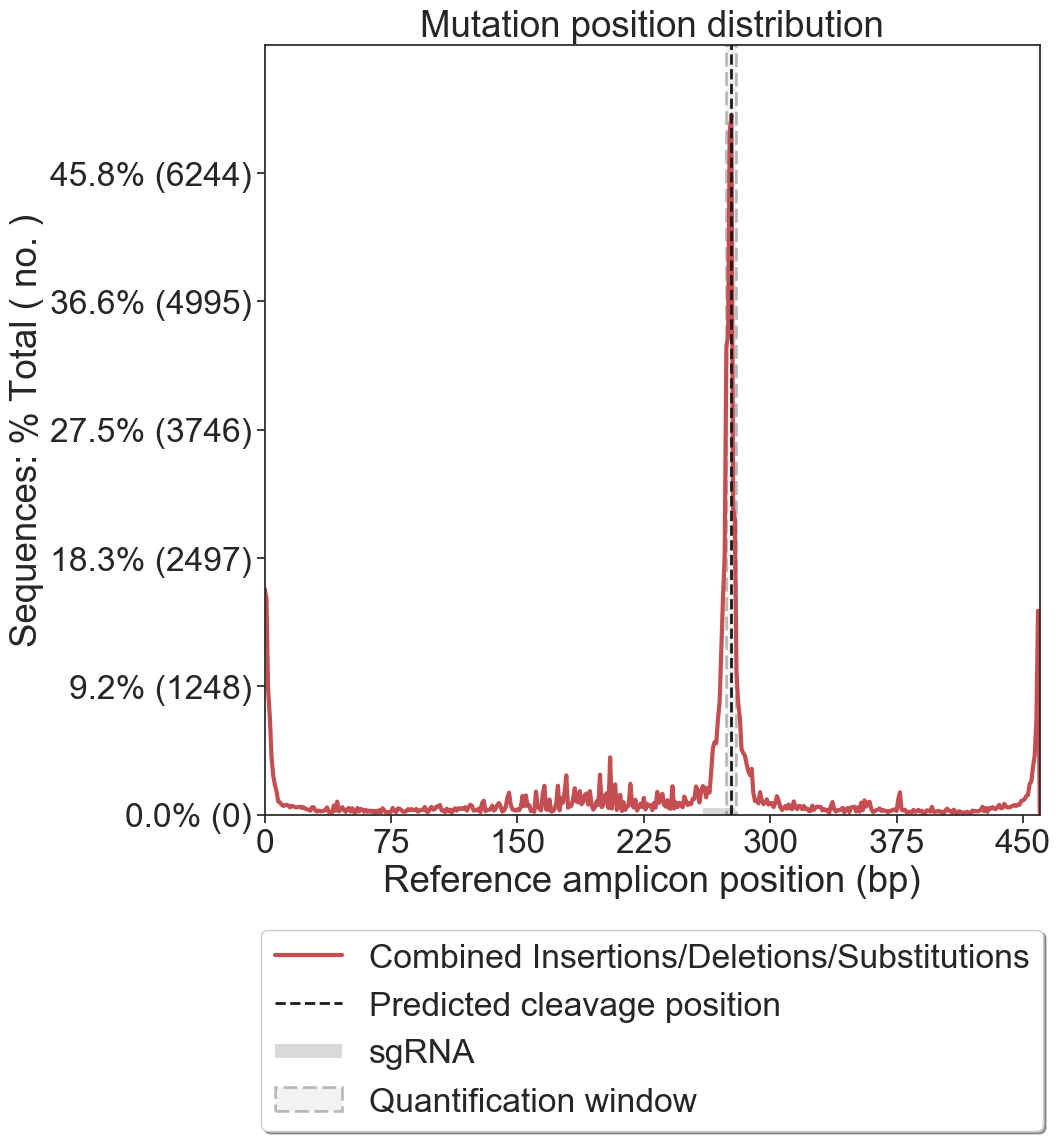 Mutation position distribution
Sequences: % Total ( no. )
45.8% (6244)
36.6% (4995)
27.5% (3746)
18.3% (2497)
9.2% (1248)
0.0% (0)
0 75 150 225 300 375 450
Reference amplicon position (bp)
Combined Insertions/Deletions/Substitutions
Predicted cleavage position
sgRNA
Quantification window